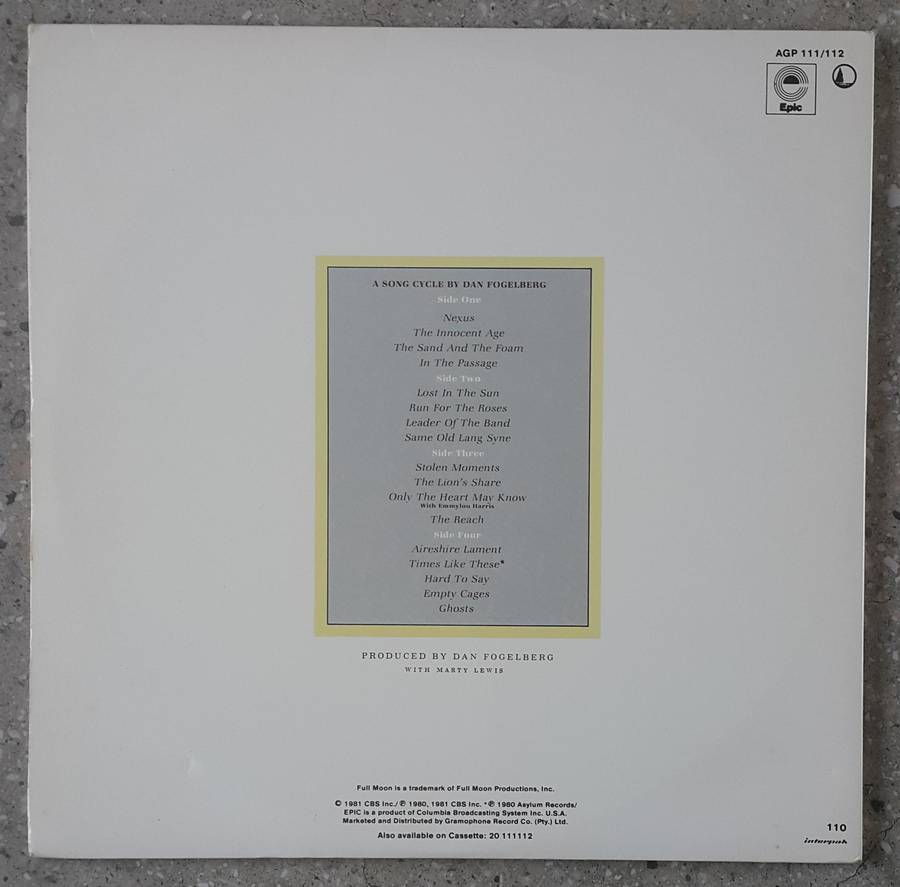 AGP 111/112
Epic
A SONG CYCLE BY DAN FOGELBERG
Side One
Nexus
The Innocent Age
The Sand And The Foam
In The Passage
Side Two
Lost In The Sun
Run For The Roses
Leader Of The Band
Same Old Lang Syne
Side Three
Stolen Moments
The Lion's Share
Only The Heart May Know
With Emmylou Harris
The Reach
Side Four
Aireshire Lament
Times Like These*
Hard To Say
Empty Cages
Ghosts
PRODUCED BY DAN FOGELBERG
WITH MARTY LEWIS
Full Moon is a trademark of Full Moon Productions, Inc.
© 1981 CBS Inc./℗ 1980, 1981 CBS Inc. *℗ 1980 Asylum Records/
EPIC is a product of Columbia Broadcasting System Inc. U.S.A.
Marketed and Distributed by Gramophone Record Co. (Pty.) Ltd.
Also available on Cassette: 20 111112
110
interpak